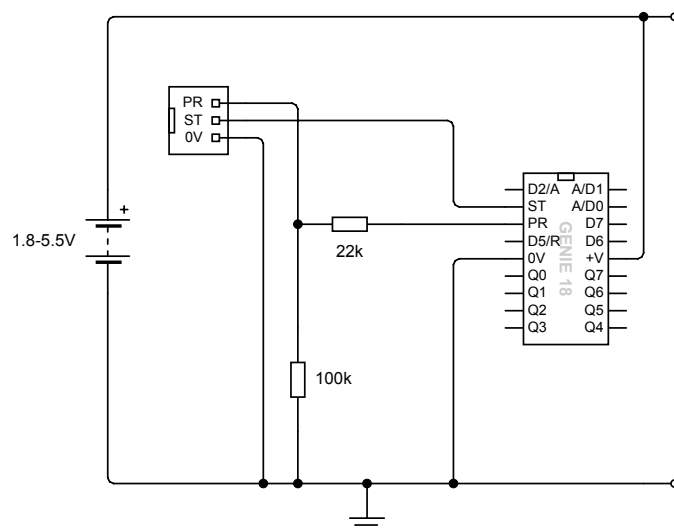 PR
ST
0V
+
1.8-5.5V
22k
100k
D2/A A/D1
ST A/D0
PR D7
D5/R D6
0V +V
Q0 Q7
Q1 Q6
Q2 Q5
Q3 Q4
GENIE 18